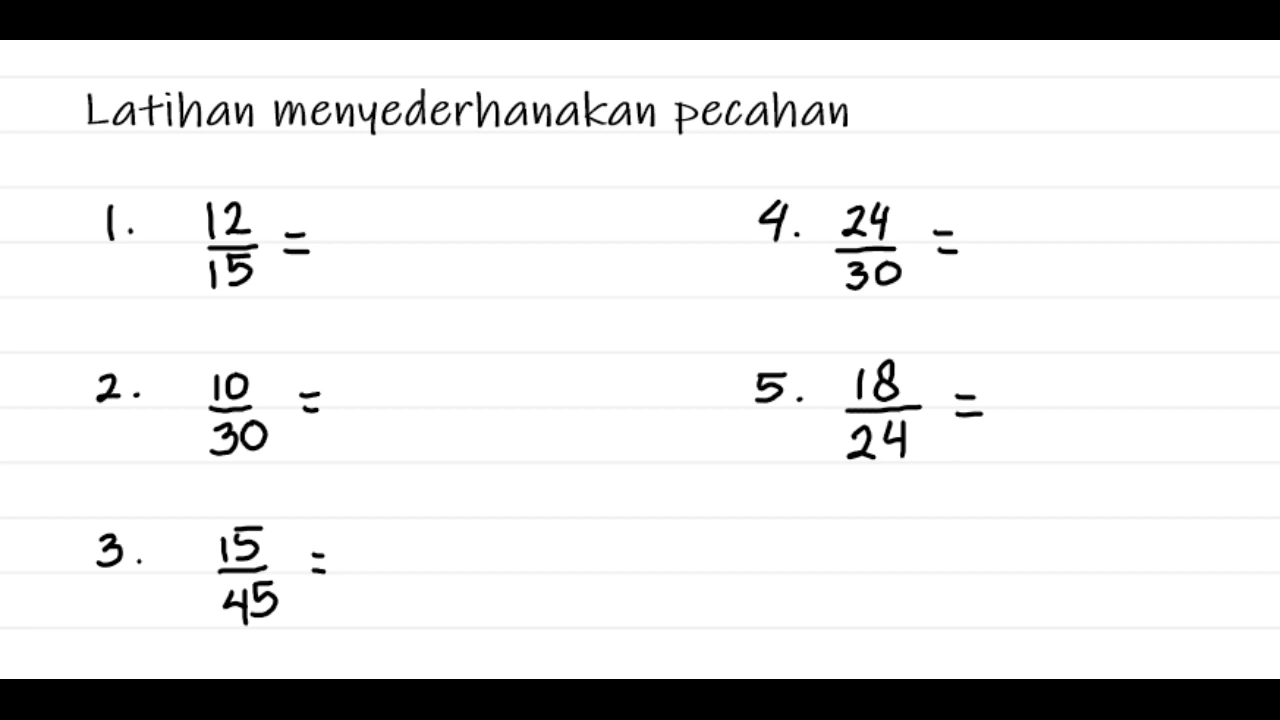 Latihan menyederhanakan pecahan
1. 12/15 =
2. 10/30 =
3. 15/45 =
4. 24/30 =
5. 18/24 =